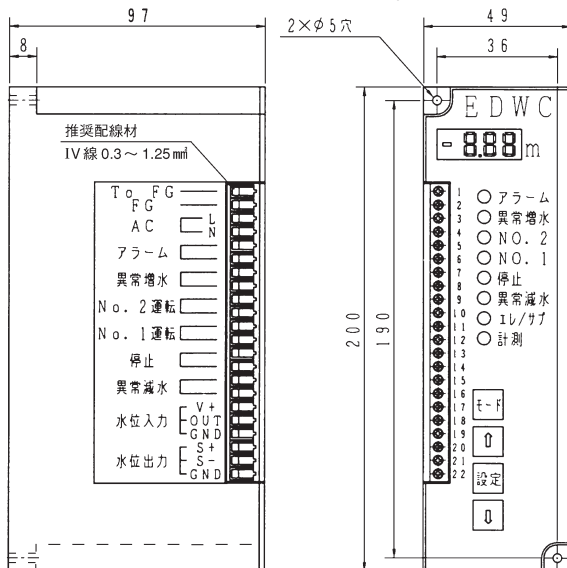 97
8
推奨配線材
IV線 0.3～1.25㎟
To FG
FG
AC
L
N
アラーム
異常増水
No. 2運転
No. 1運転
停止
異常減水
水位入力
V+
OUT
GND
水位出力
S+
S-
GND
2×φ5穴
49
36
EDWC
-8.88m
1
2
3
4
5
6
7
8
9
10
11
12
13
14
15
16
17
18
19
20
21
22
アラーム
異常増水
NO. 2
NO. 1
停止
異常減水
エレ/サブ
計測
モード
⇧
設定
⇩
200
190